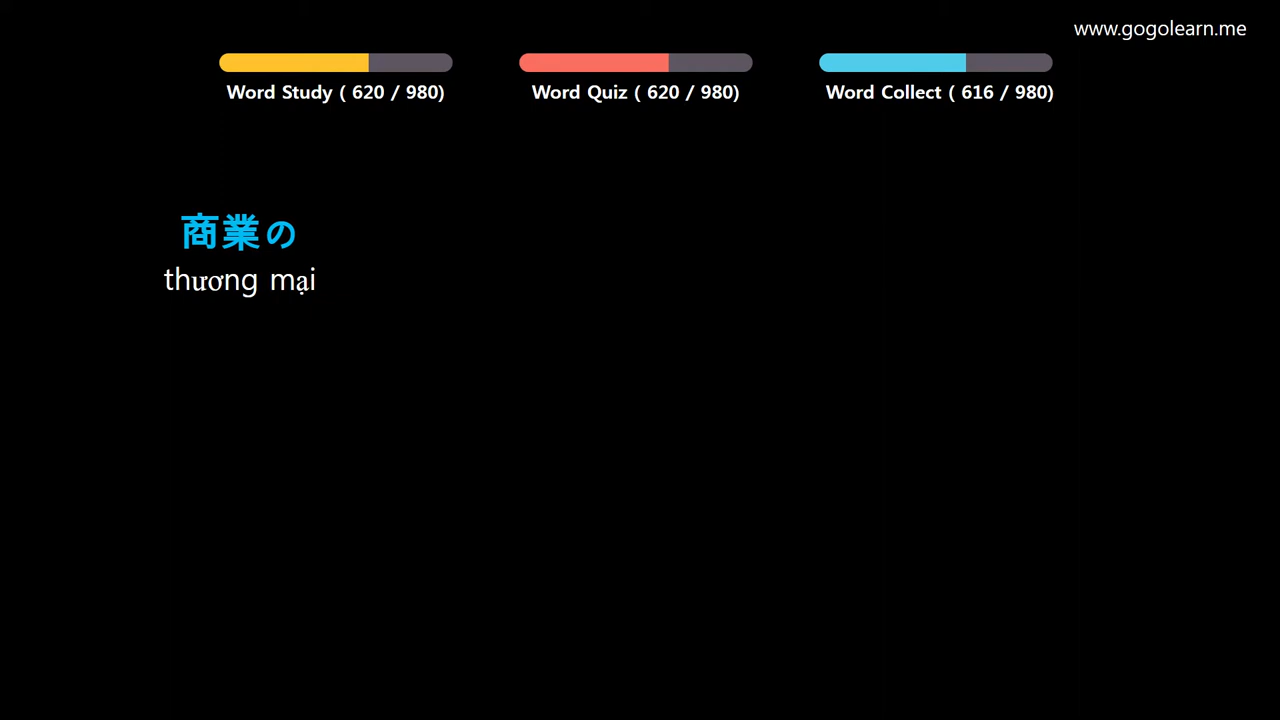 www.gogolearn.me
Word Study ( 620 / 980)
Word Quiz ( 620 / 980)
Word Collect ( 616 / 980)
商業の
thương mại